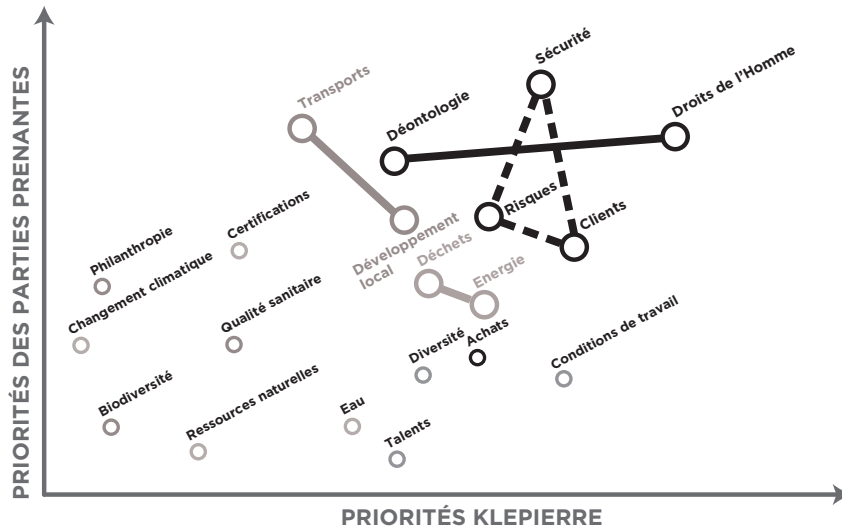 PRIORITÉS DES PARTIES PRENANTES
Sécurité
Transports
Déontologie
Droits de l'Homme
Certifications
Philanthropie
Risques
Clients
Changement climatique
Développement
local
Déchets
Energie
Qualité sanitaire
Diversité
Achats
Conditions de travail
Biodiversité
Ressources naturelles
Eau
Talents
PRIORITÉS KLEPIERRE